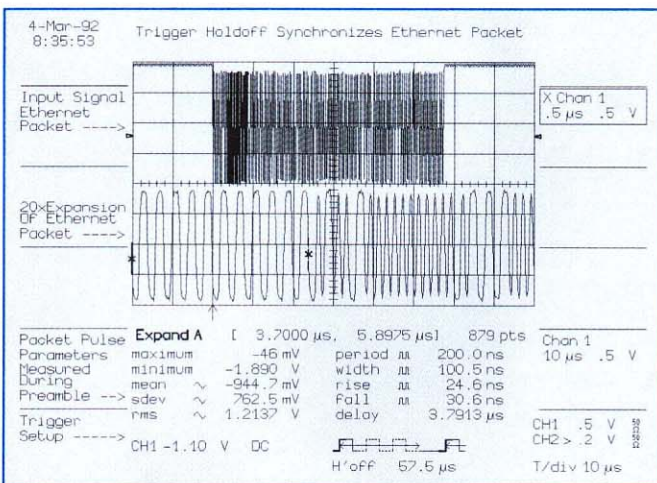 4-Mar-92
8:35:53
Trigger Holdoff Synchronizes Ethernet Packet
Input Signal
Ethernet
Packet ---->
X Chan 1
.5 µs .5 V
20xExpansion
Of Ethernet
Packet ---->
Packet Pulse
Parameters
Measured
During
Preamble -->
Expand A [ 3.7000 µs, 5.8975 µs] 879 pts
maximum -46 mV period 200.0 ns
minimum -1.890 V width 100.5 ns
mean ~ -944.7 mV rise 24.6 ns
sdev ~ 762.5 mV fall 30.6 ns
rms ~ 1.2137 V delay 3.7913 µs
Chan 1
10 µs .5 V
Trigger
Setup ----->
CH1 -1.10 V DC
H'off 57.5 µs
CH1 .5 V 50 Ω
CH2 > .2 V 50 Ω
T/div 10 µs